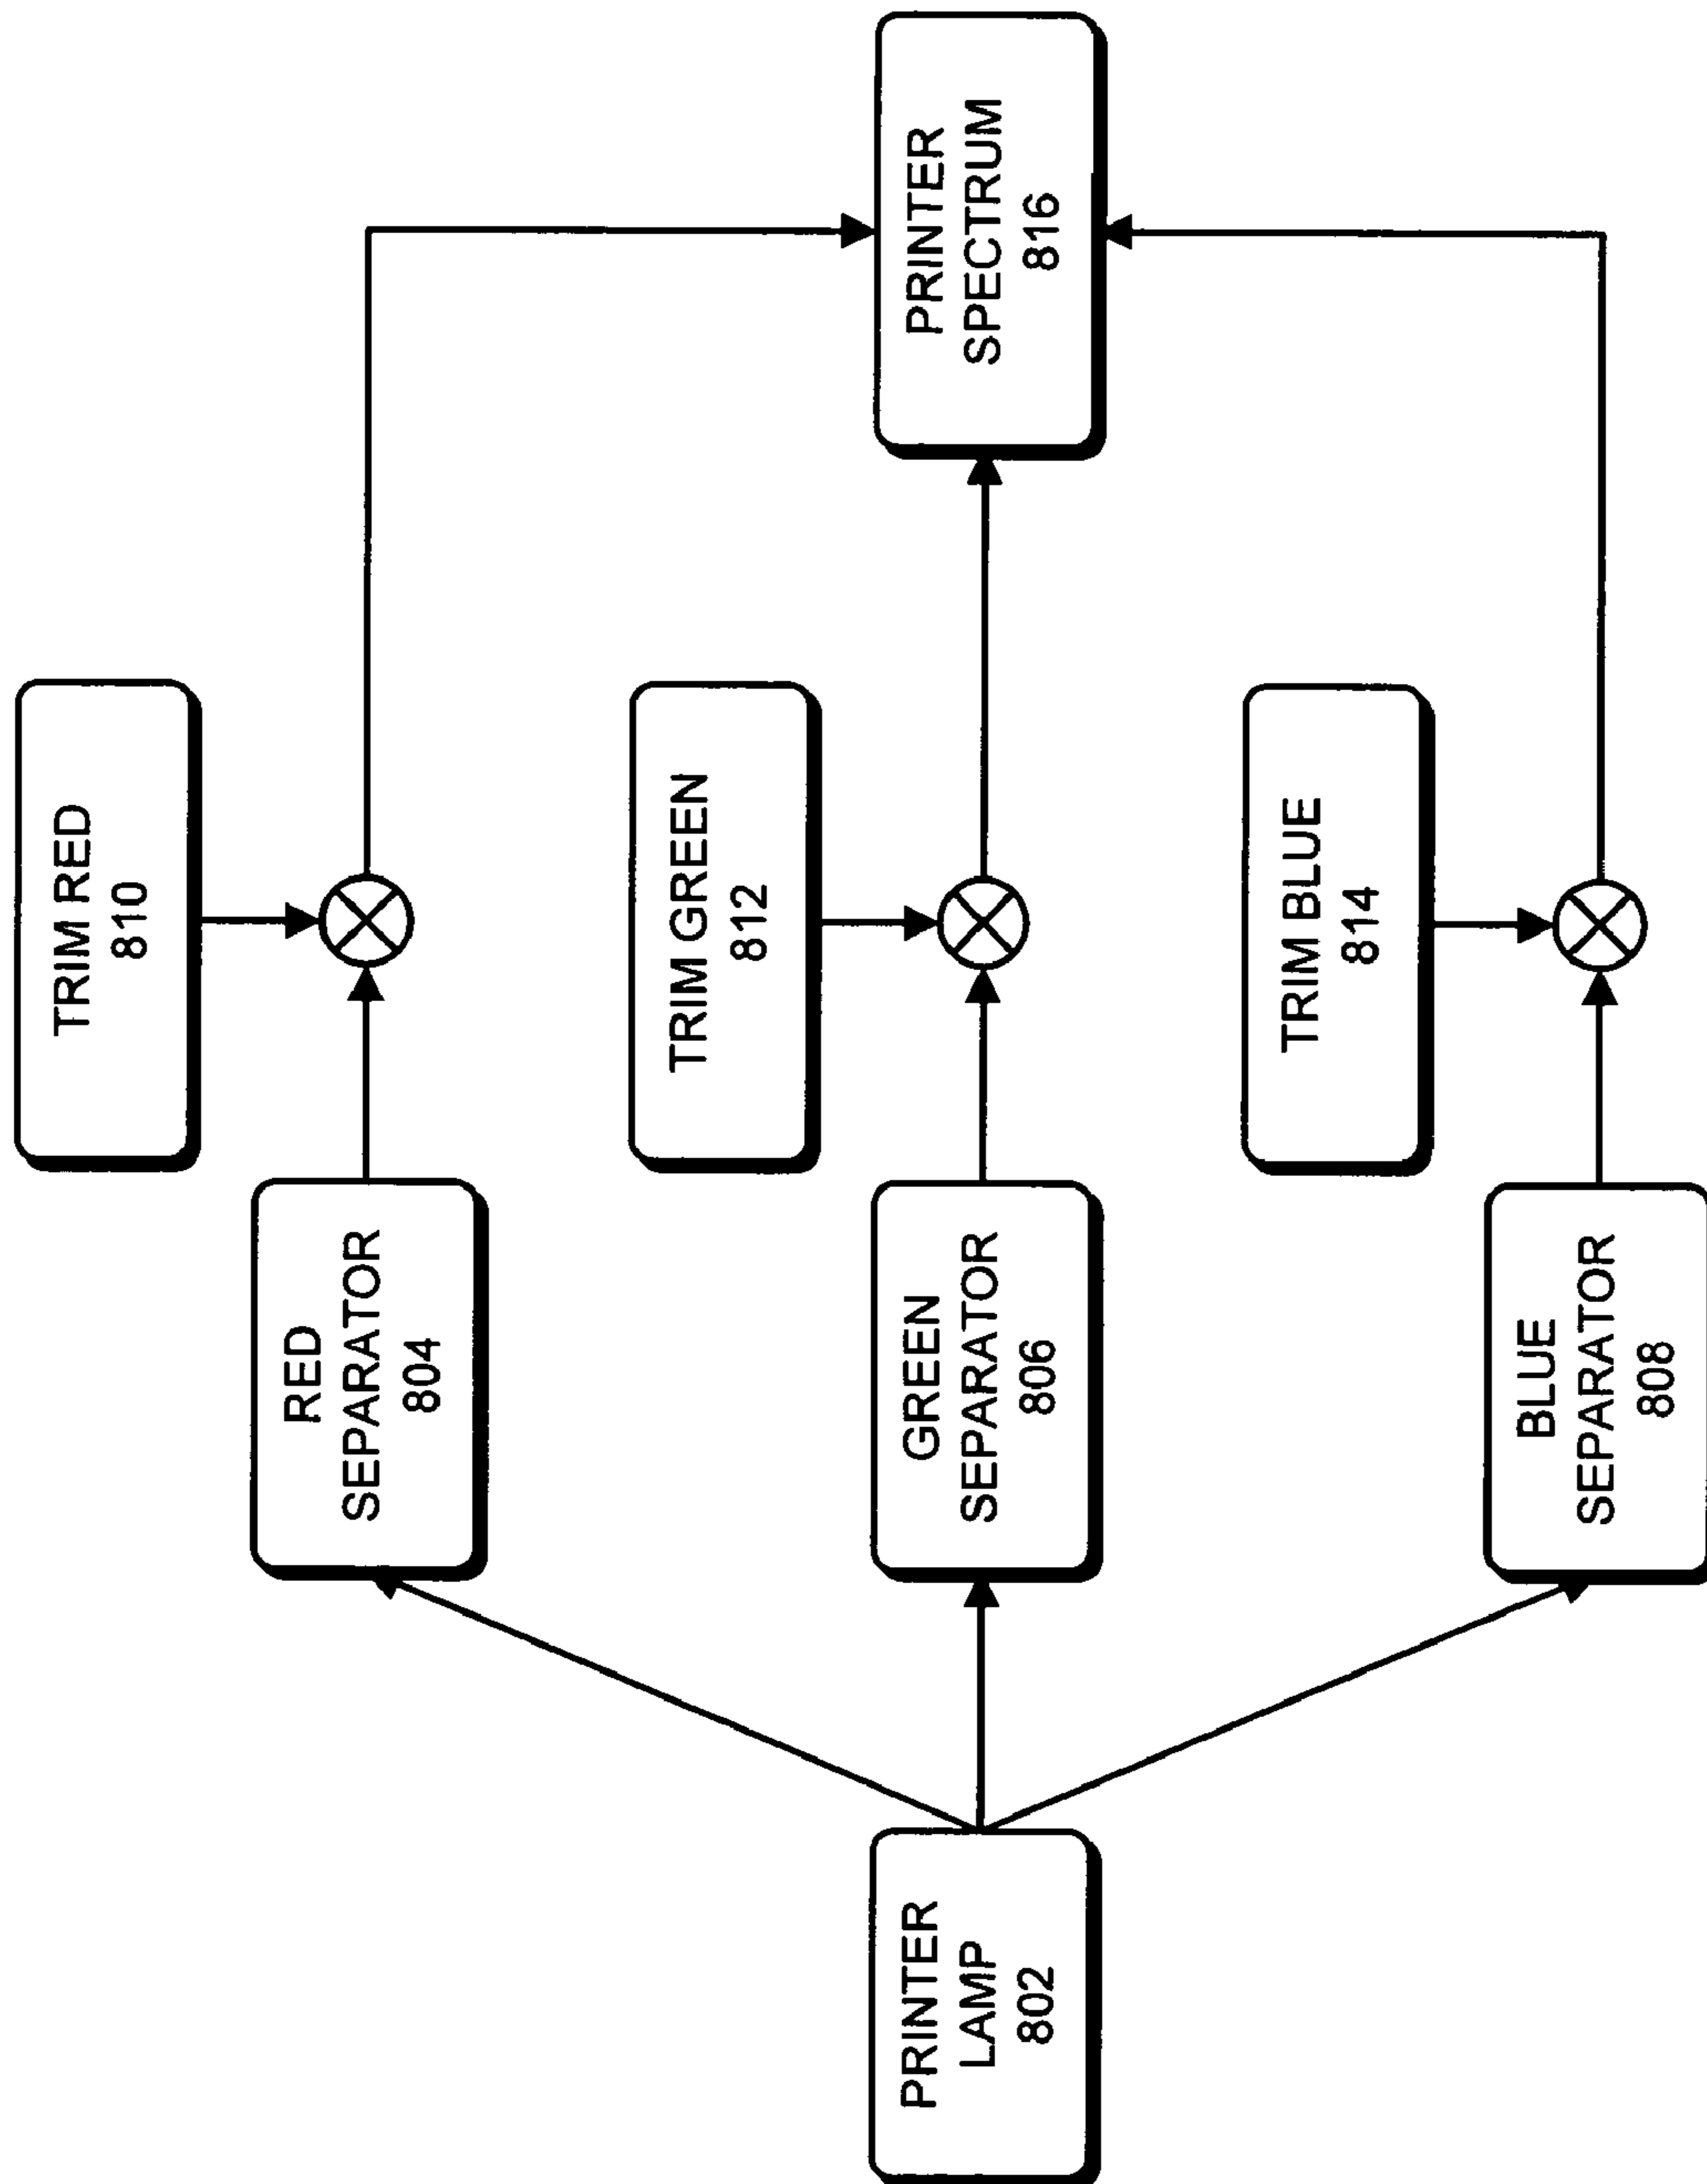 PRINTER
LAMP
802
RED
SEPARATOR
804
GREEN
SEPARATOR
806
BLUE
SEPARATOR
808
TRIM RED
810
TRIM GREEN
812
TRIM BLUE
814
PRINTER
SPECTRUM
816